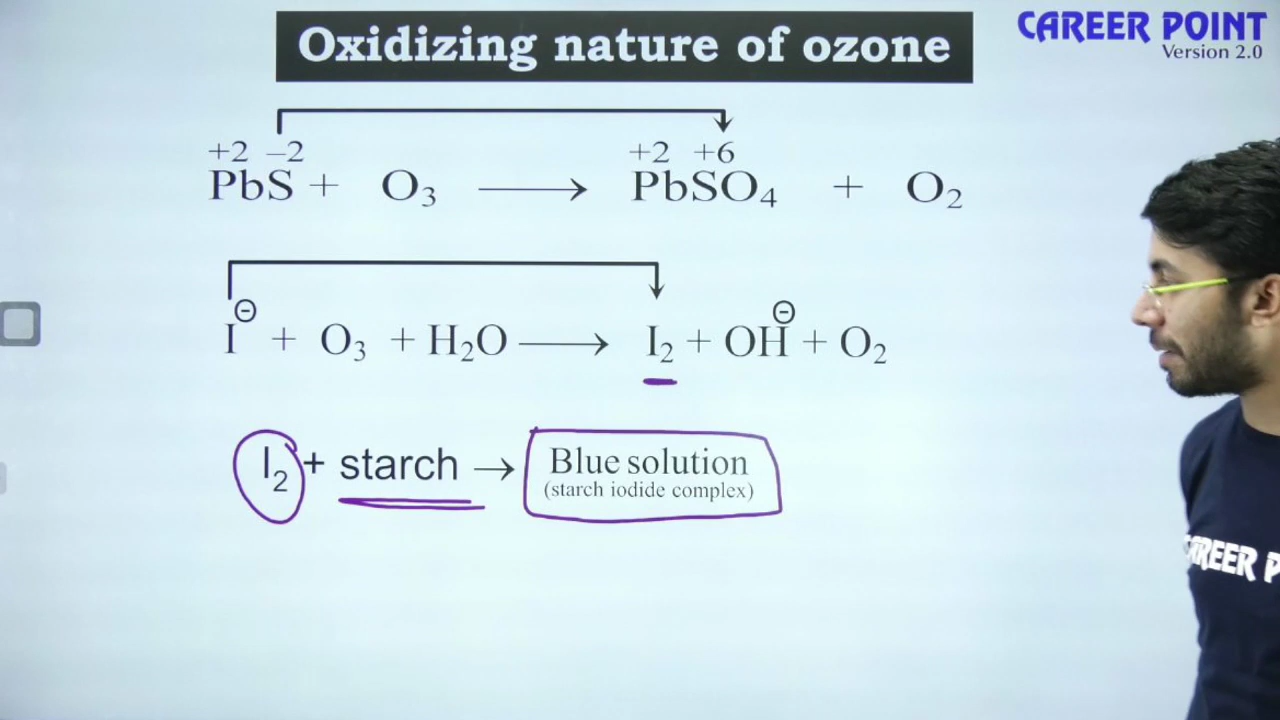 Oxidizing nature of ozone
CAREER POINT
Version 2.0
+2 –2 +2 +6
PbS + O₃ ⟶ PbSO₄ + O₂
I⊖ + O₃ + H₂O ⟶ I₂ + OH⊖ + O₂
I₂ + starch → Blue solution
(starch iodide complex)
AREER P